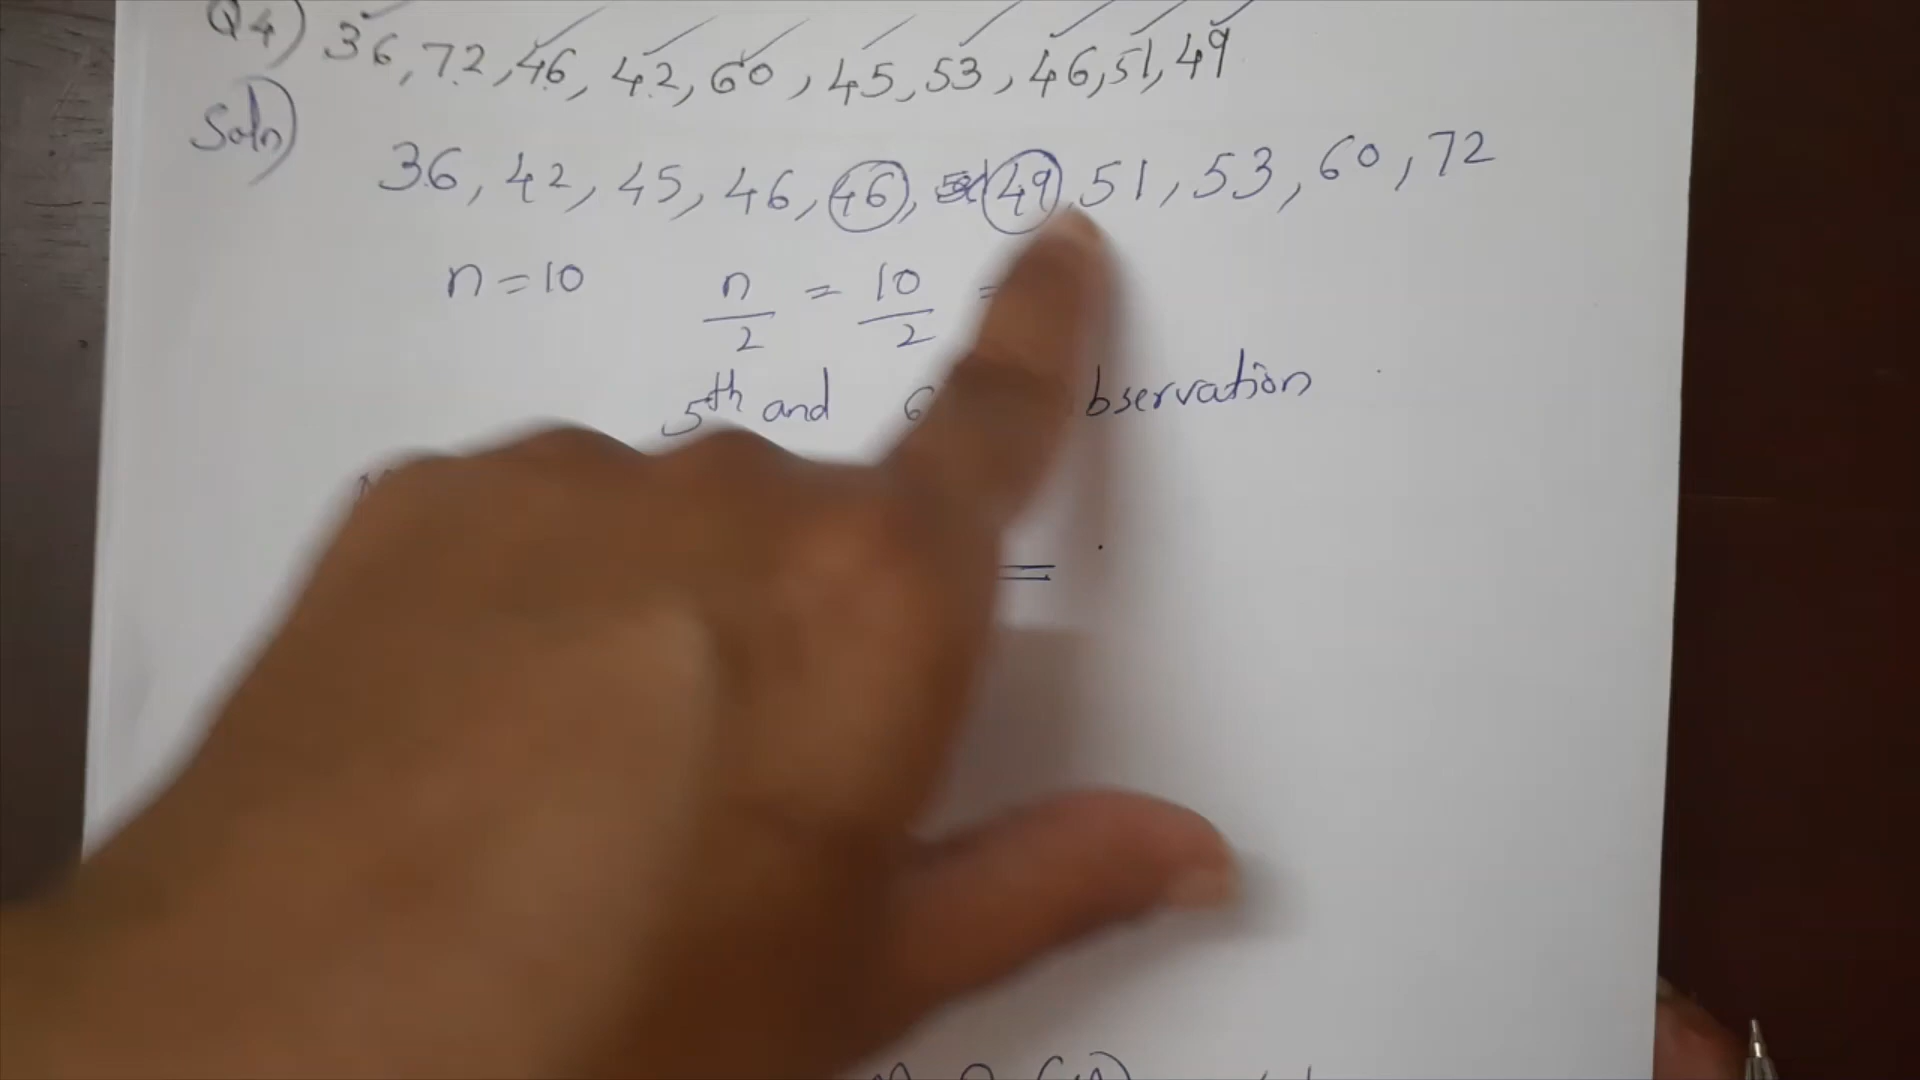 Q4) 36, 72, 46, 42, 60, 45, 53, 46, 51, 49
Soln)
36, 42, 45, 46, 46, 49, 51, 53, 60, 72
n = 10 n/2 = 10/2 =
5th and 6 bservation
=